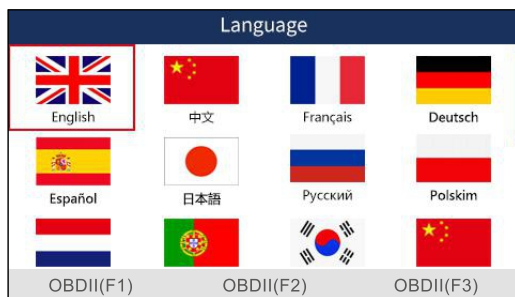 Language
English 中文 Français Deutsch
Español 日本語 Русский Polskim
OBDII(F1) OBDII(F2) OBDII(F3)